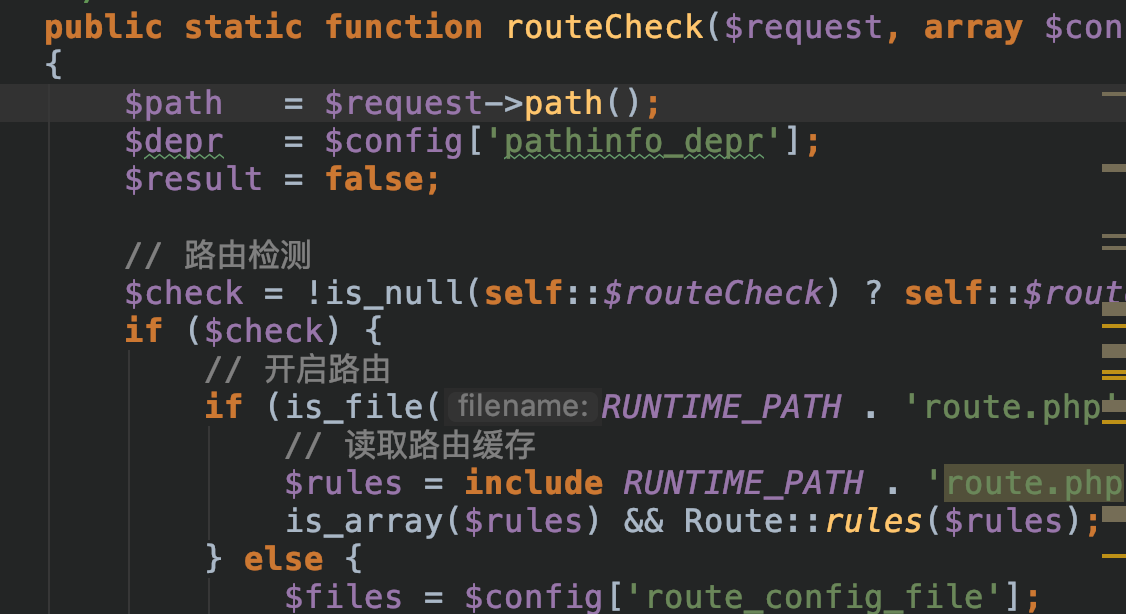 public static function routeCheck($request, array $con
{
$path   = $request->path();
$depr   = $config['pathinfo_depr'];
$result = false;
// 路由检测
$check = !is_null(self::$routeCheck) ? self::$rout
if ($check) {
// 开启路由
if (is_file( filename: RUNTIME_PATH . 'route.php'
// 读取路由缓存
$rules = include RUNTIME_PATH . 'route.php
is_array($rules) && Route::rules($rules);
} else {
$files = $config['route_config_file'];